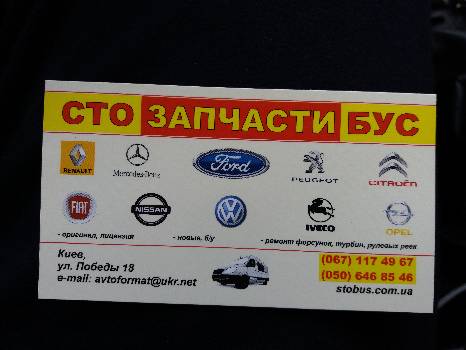 СТО ЗАПЧАСТИ БУС
RENAULT Mercedes-Benz Ford PEUGEOT CITROËN
FIAT NISSAN IVECO OPEL
- оригинал, лицензия - новые, б/у - ремонт форсунок, турбин, рулевых реек
Киев,
ул. Победы 18
e-mail: avtoformat@ukr.net
(067) 117 49 67
(050) 646 85 46
stobus.com.ua